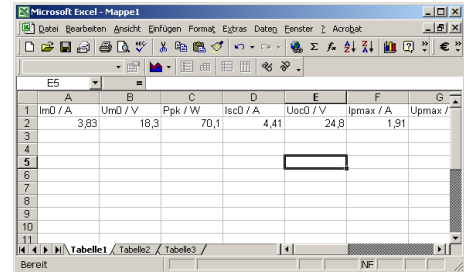 Microsoft Excel - Mappe1
Datei Bearbeiten Ansicht Einfügen Format Extras Daten Fenster ? Acrobat
E5 =
A B C D E F G
1 Im0 / A Um0 / V Ppk / W Isc0 / A Uoc0 / V Ipmax / A Upmax /
2 3,83 18,3 70,1 4,41 24,8 1,91
3
4
5
6
7
8
9
10
11
Tabelle1 Tabelle2 Tabelle3
Bereit NF